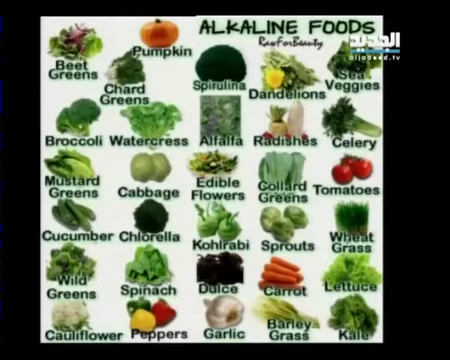 ALKALINE FOODS
RawForBeauty
الجديد
aljadeed.tv
Beet
Greens
Pumpkin
Chard
Greens
Spirulina
Dandelions
Sea
Veggies
Broccoli
Watercress
Alfalfa
Radishes
Celery
Mustard
Greens
Cabbage
Edible
Flowers
Collard
Greens
Tomatoes
Cucumber
Chlorella
Kohlrabi
Sprouts
Wheat
Grass
Wild
Greens
Spinach
Dulce
Carrot
Lettuce
Cauliflower
Peppers
Garlic
Barley
Grass
Kale